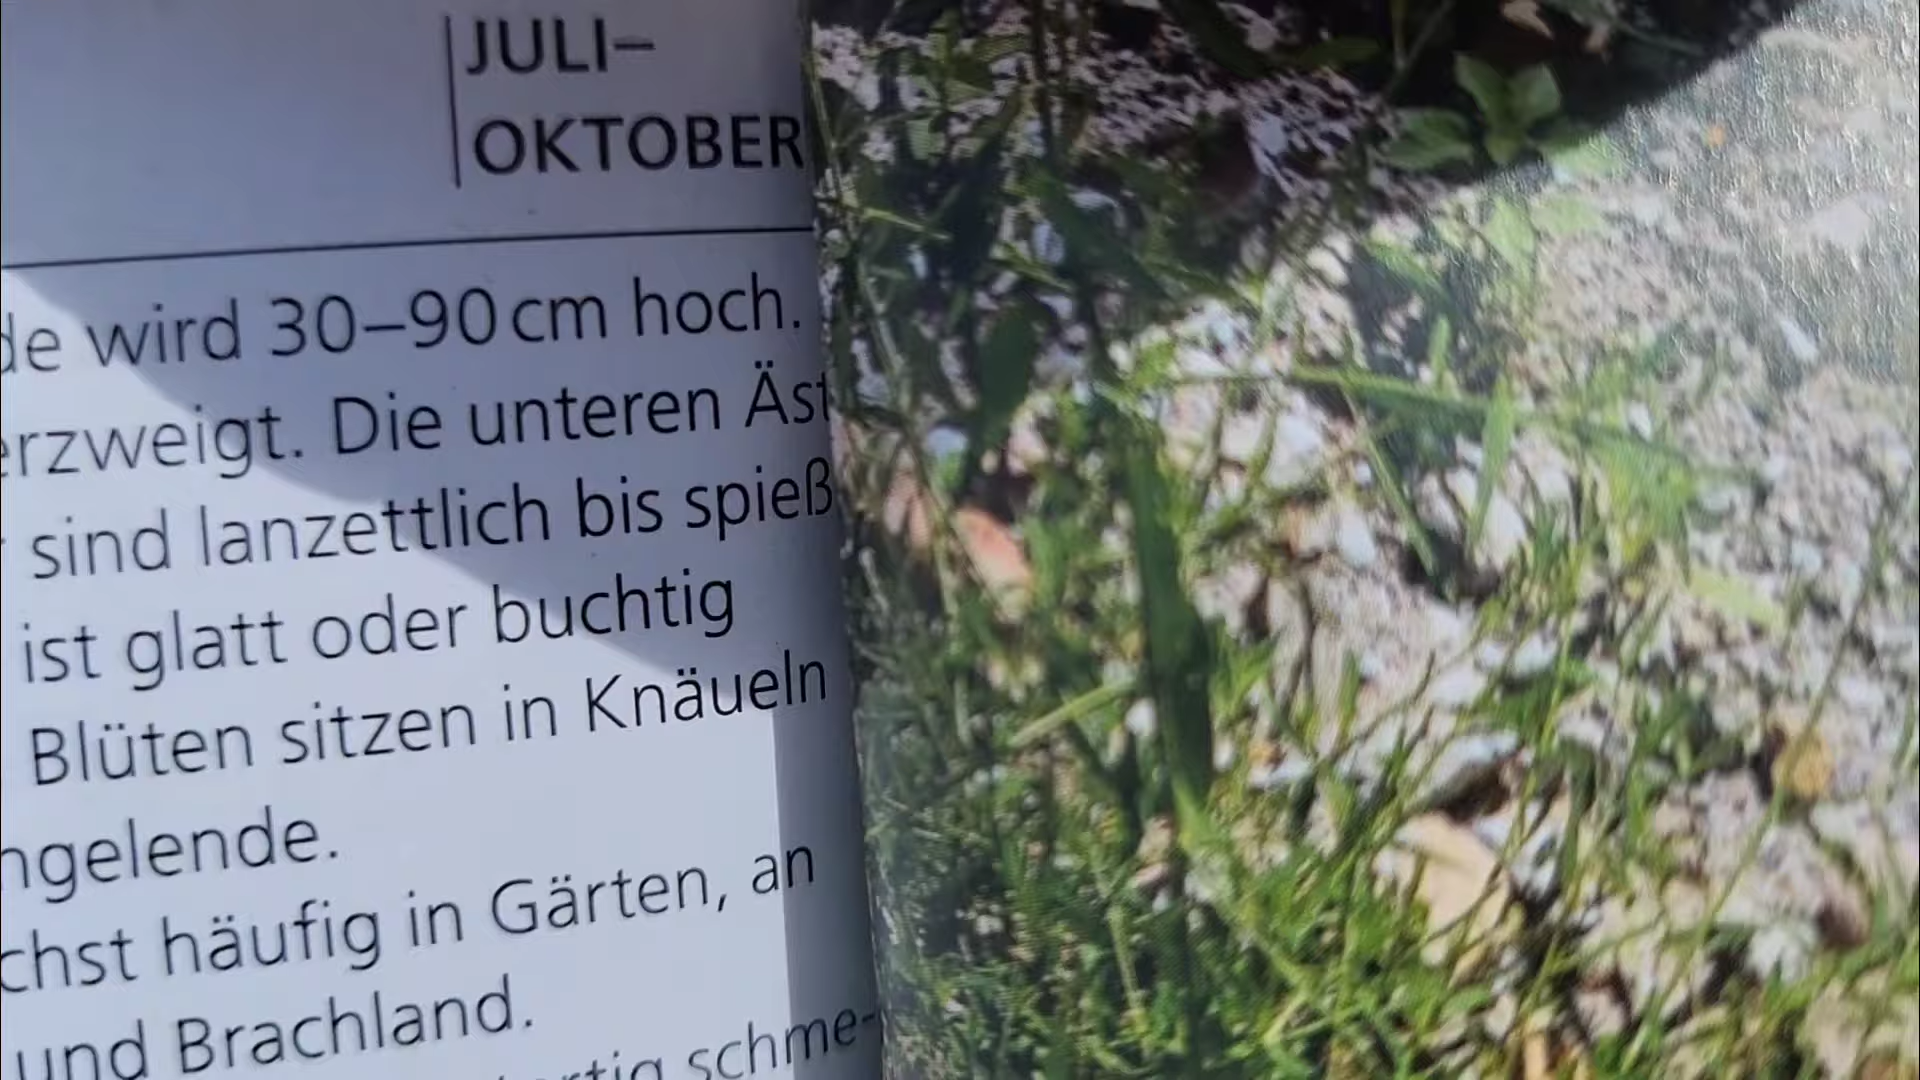 JULI–
OKTOBER
de wird 30–90 cm hoch.
erzweigt. Die unteren Äst
sind lanzettlich bis spieß
ist glatt oder buchtig
Blüten sitzen in Knäueln
ngelende.
chst häufig in Gärten, an
und Brachland.
schme-